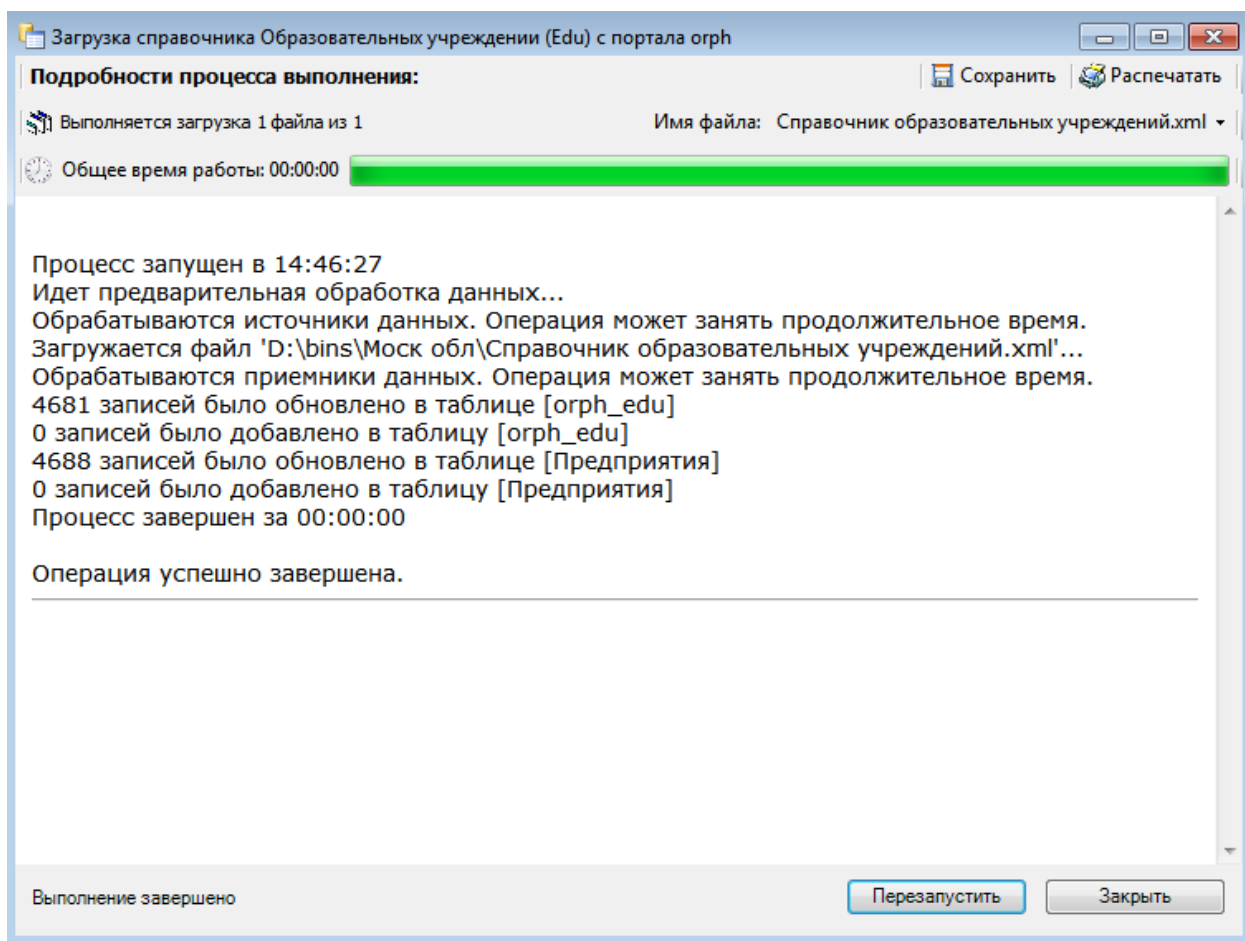 Загрузка справочника Образовательных учреждении (Edu) с портала orph
Подробности процесса выполнения: Сохранить Распечатать
Выполняется загрузка 1 файла из 1 Имя файла: Справочник образовательных учреждений.xml
Общее время работы: 00:00:00
Процесс запущен в 14:46:27
Идет предварительная обработка данных...
Обрабатываются источники данных. Операция может занять продолжительное время.
Загружается файл 'D:\bins\Моск обл\Справочник образовательных учреждений.xml'...
Обрабатываются приемники данных. Операция может занять продолжительное время.
4681 записей было обновлено в таблице [orph_edu]
0 записей было добавлено в таблицу [orph_edu]
4688 записей было обновлено в таблице [Предприятия]
0 записей было добавлено в таблицу [Предприятия]
Процесс завершен за 00:00:00
Операция успешно завершена.
Выполнение завершено Перезапустить Закрыть